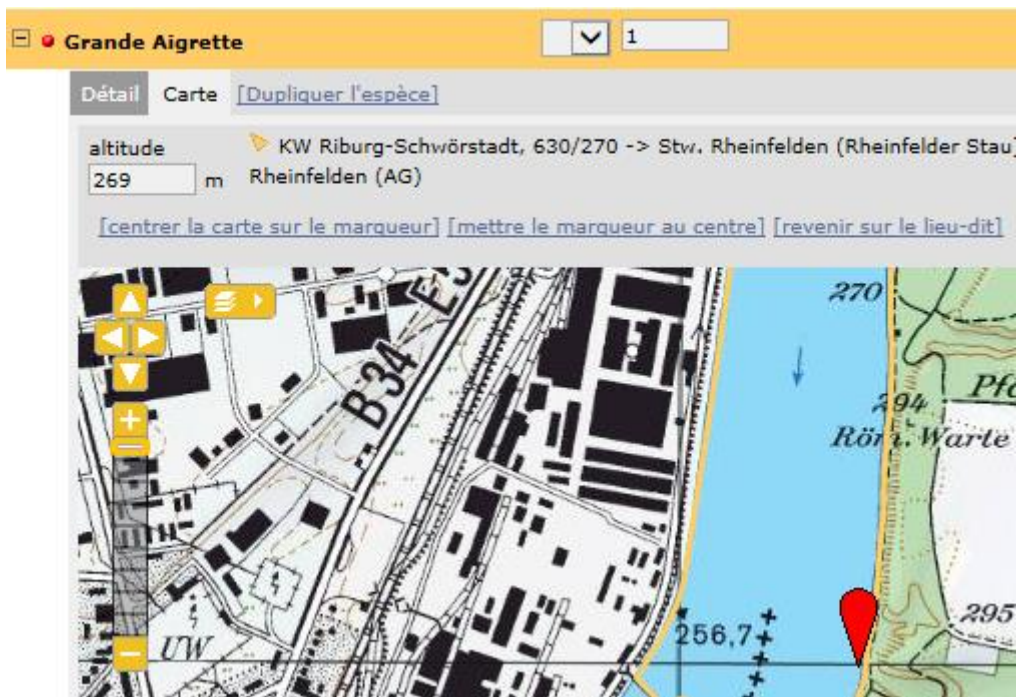 Grande Aigrette
1
Détail Carte [Dupliquer l'espèce]
altitude
KW Riburg-Schwörstadt, 630/270 -> Stw. Rheinfelden (Rheinfelder Stau)
269 m Rheinfelden (AG)
[centrer la carte sur le marqueur] [mettre le marqueur au centre] [revenir sur le lieu-dit]
270
B34
294
Röm. Warte
295
256,7
UW